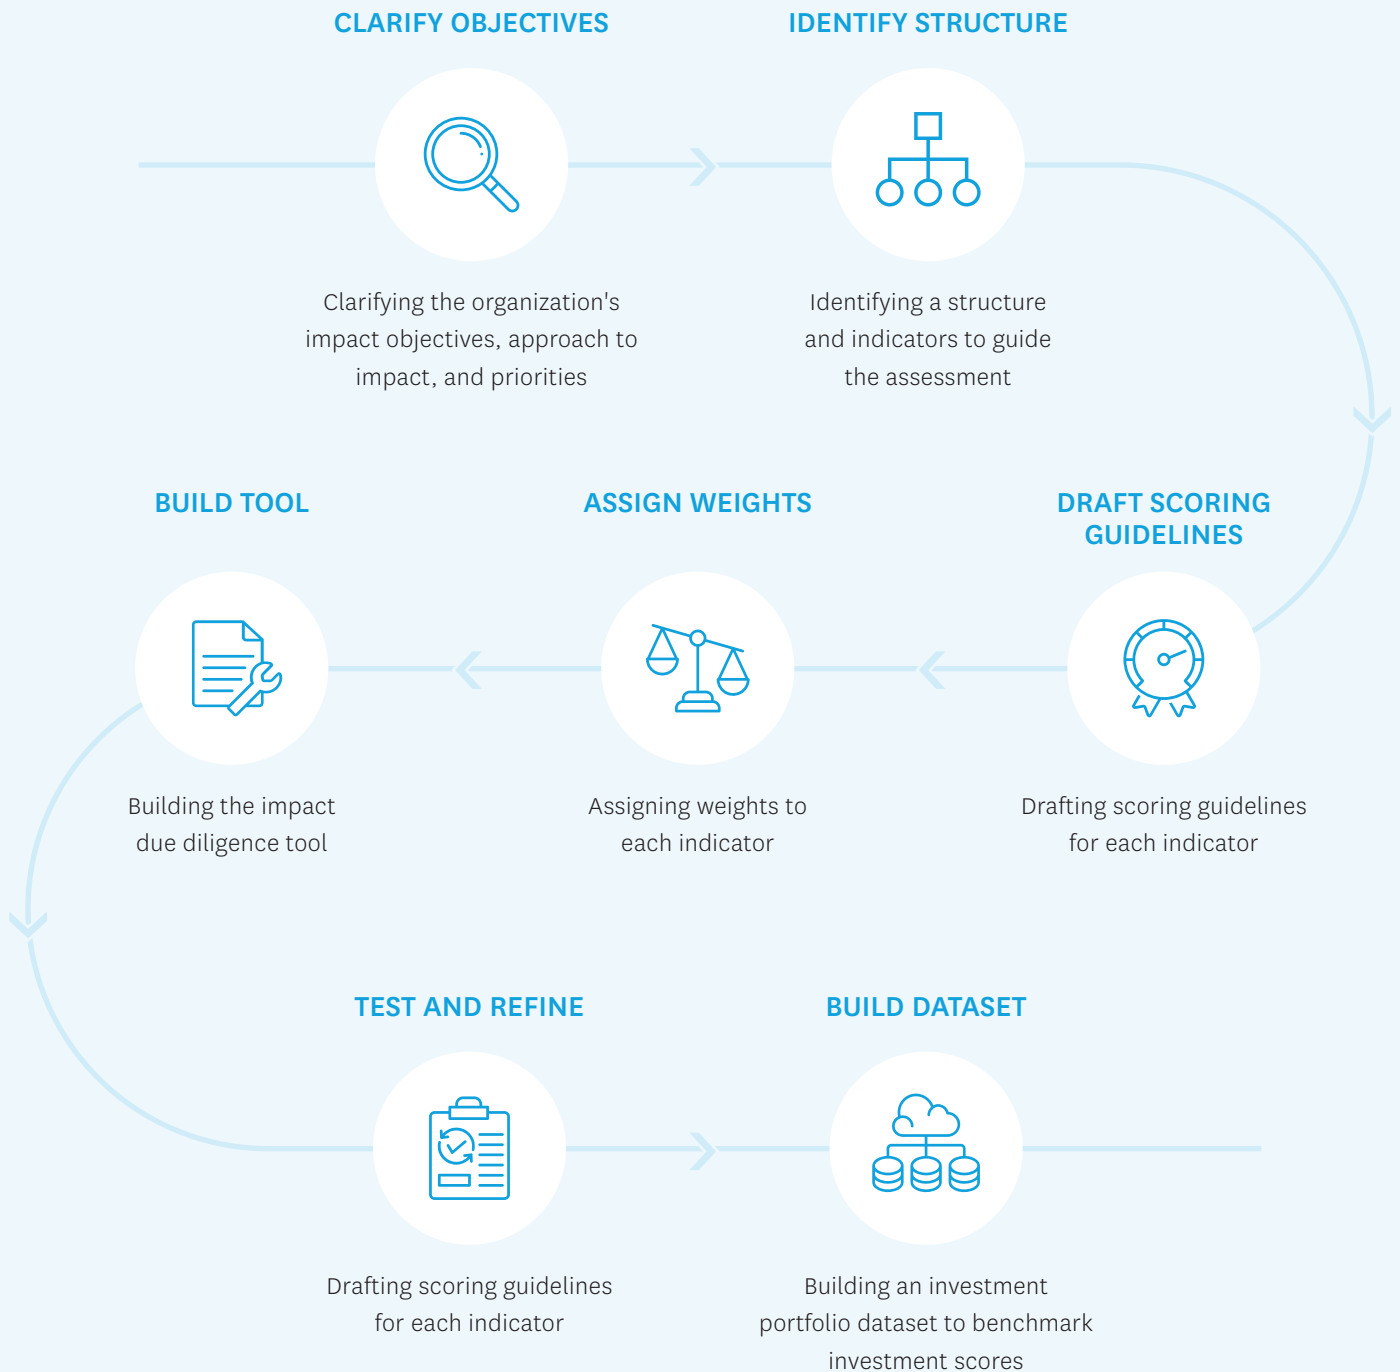 CLARIFY OBJECTIVES
Clarifying the organization's
impact objectives, approach to
impact, and priorities
IDENTIFY STRUCTURE
Identifying a structure
and indicators to guide
the assessment
DRAFT SCORING
GUIDELINES
Drafting scoring guidelines
for each indicator
ASSIGN WEIGHTS
Assigning weights to
each indicator
BUILD TOOL
Building the impact
due diligence tool
TEST AND REFINE
Drafting scoring guidelines
for each indicator
BUILD DATASET
Building an investment
portfolio dataset to benchmark
investment scores